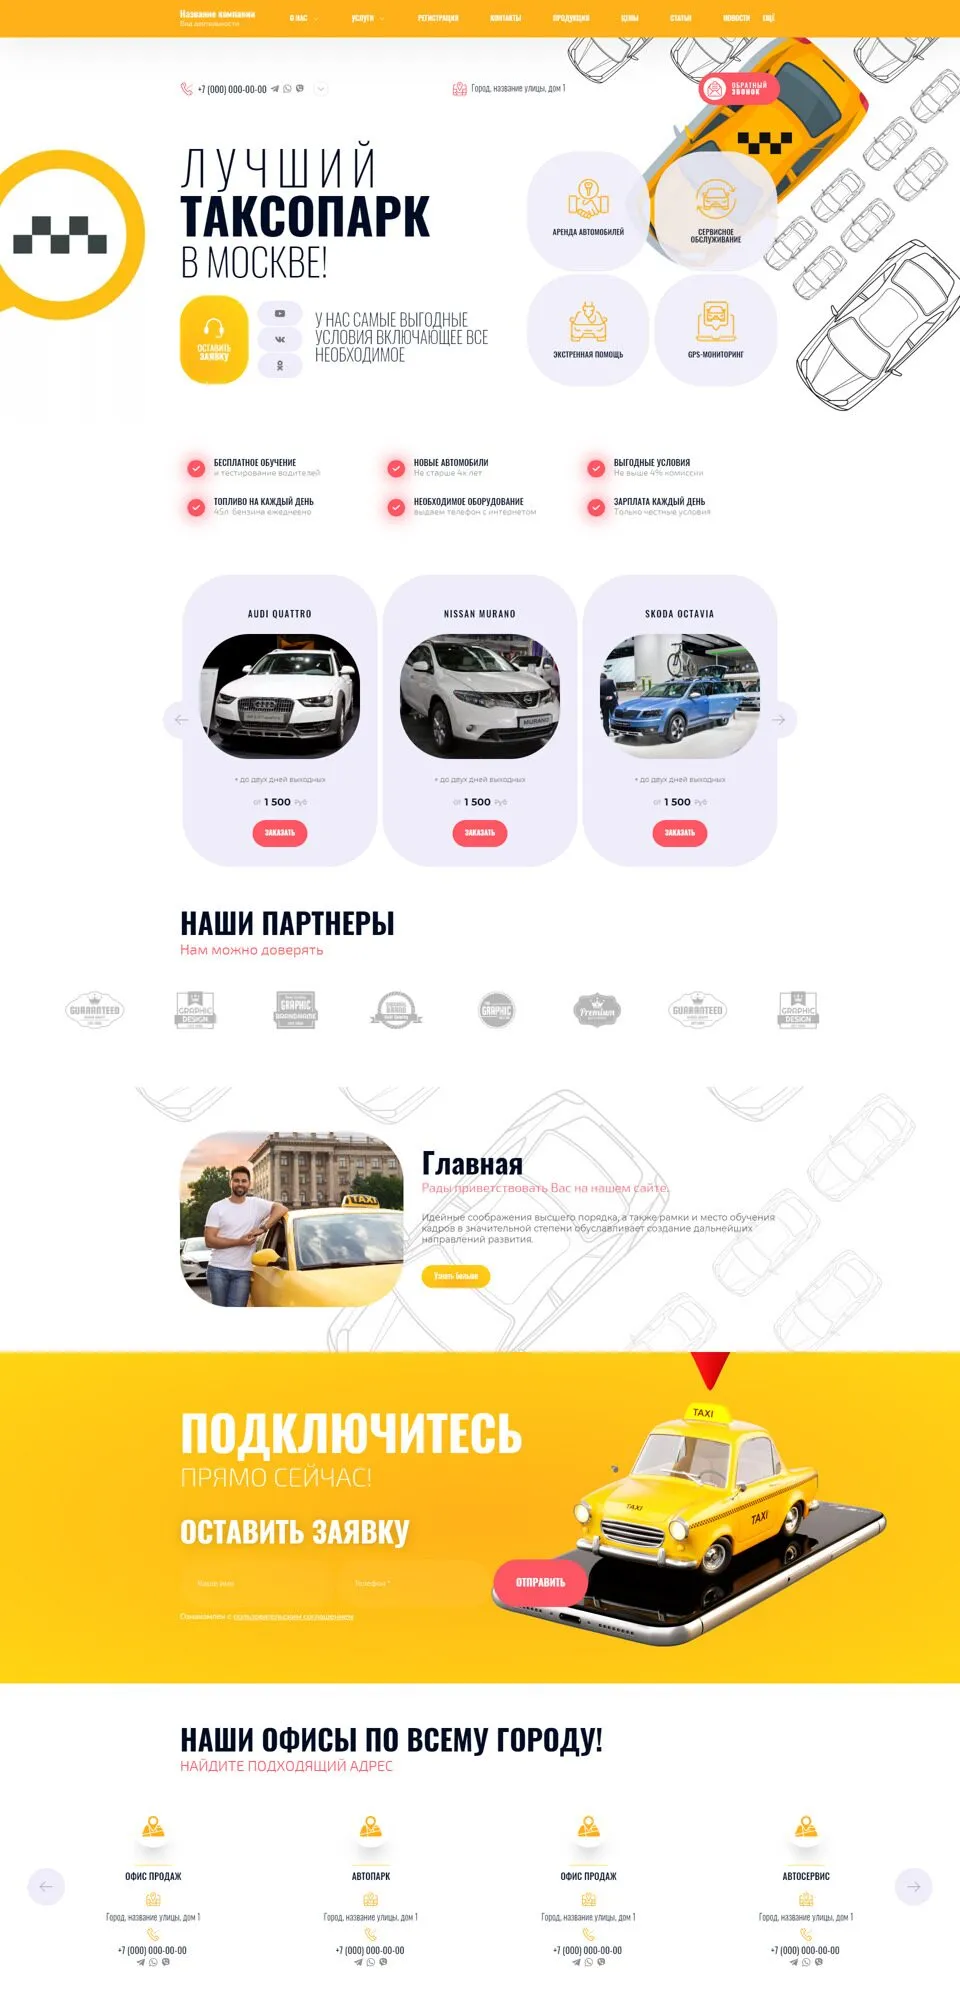 Название компании
Вид деятельности
О НАС
УСЛУГИ
РЕГИСТРАЦИЯ
КОНТАКТЫ
ПРОДУКЦИЯ
ЦЕНЫ
СТАТЬИ
НОВОСТИ
ЕЩЁ
+7 (000) 000-00-00
Город, название улицы, дом 1
ОБРАТНЫЙ
ЗВОНОК
ЛУЧШИЙ
ТАКСОПАРК
В МОСКВЕ!
ОСТАВИТЬ
ЗАЯВКУ
У НАС САМЫЕ ВЫГОДНЫЕ
УСЛОВИЯ ВКЛЮЧАЮЩЕЕ ВСЕ
НЕОБХОДИМОЕ
АРЕНДА АВТОМОБИЛЕЙ
СЕРВИСНОЕ
ОБСЛУЖИВАНИЕ
ЭКСТРЕННАЯ ПОМОЩЬ
GPS-МОНИТОРИНГ
БЕСПЛАТНОЕ ОБУЧЕНИЕ
и тестирование водителей
НОВЫЕ АВТОМОБИЛИ
Не старше 4х лет
ВЫГОДНЫЕ УСЛОВИЯ
Не выше 4% комиссии
ТОПЛИВО НА КАЖДЫЙ ДЕНЬ
45л бензина ежедневно
НЕОБХОДИМОЕ ОБОРУДОВАНИЕ
выдаем телефон с интернетом
ЗАРПЛАТА КАЖДЫЙ ДЕНЬ
Только честные условия
AUDI QUATTRO
+ до двух дней выходных
от 1 500 Руб
ЗАКАЗАТЬ
NISSAN MURANO
MURANO
+ до двух дней выходных
от 1 500 Руб
ЗАКАЗАТЬ
SKODA OCTAVIA
+ до двух дней выходных
от 1 500 Руб
ЗАКАЗАТЬ
НАШИ ПАРТНЕРЫ
Нам можно доверять
GUARANTEED
GRAPHIC
DESIGN
GRAPHIC
BRANDNAME
GRAPHIC
Premium
GUARANTEED
GRAPHIC
DESIGN
TAXI
Главная
Рады приветствовать Вас на нашем сайте.
Идейные соображения высшего порядка, а также рамки и место обучения
кадров в значительной степени обуславливает создание дальнейших
направлений развития.
Узнать больше
ПОДКЛЮЧИТЕСЬ
ПРЯМО СЕЙЧАС!
ОСТАВИТЬ ЗАЯВКУ
Ваше имя
Телефон *
ОТПРАВИТЬ
Ознакомлен с пользовательским соглашением
TAXI
TAXI
TAXI
НАШИ ОФИСЫ ПО ВСЕМУ ГОРОДУ!
НАЙДИТЕ ПОДХОДЯЩИЙ АДРЕС
ОФИС ПРОДАЖ
Город, название улицы, дом 1
+7 (000) 000-00-00
АВТОПАРК
Город, название улицы, дом 1
+7 (000) 000-00-00
ОФИС ПРОДАЖ
Город, название улицы, дом 1
+7 (000) 000-00-00
АВТОСЕРВИС
Город, название улицы, дом 1
+7 (000) 000-00-00